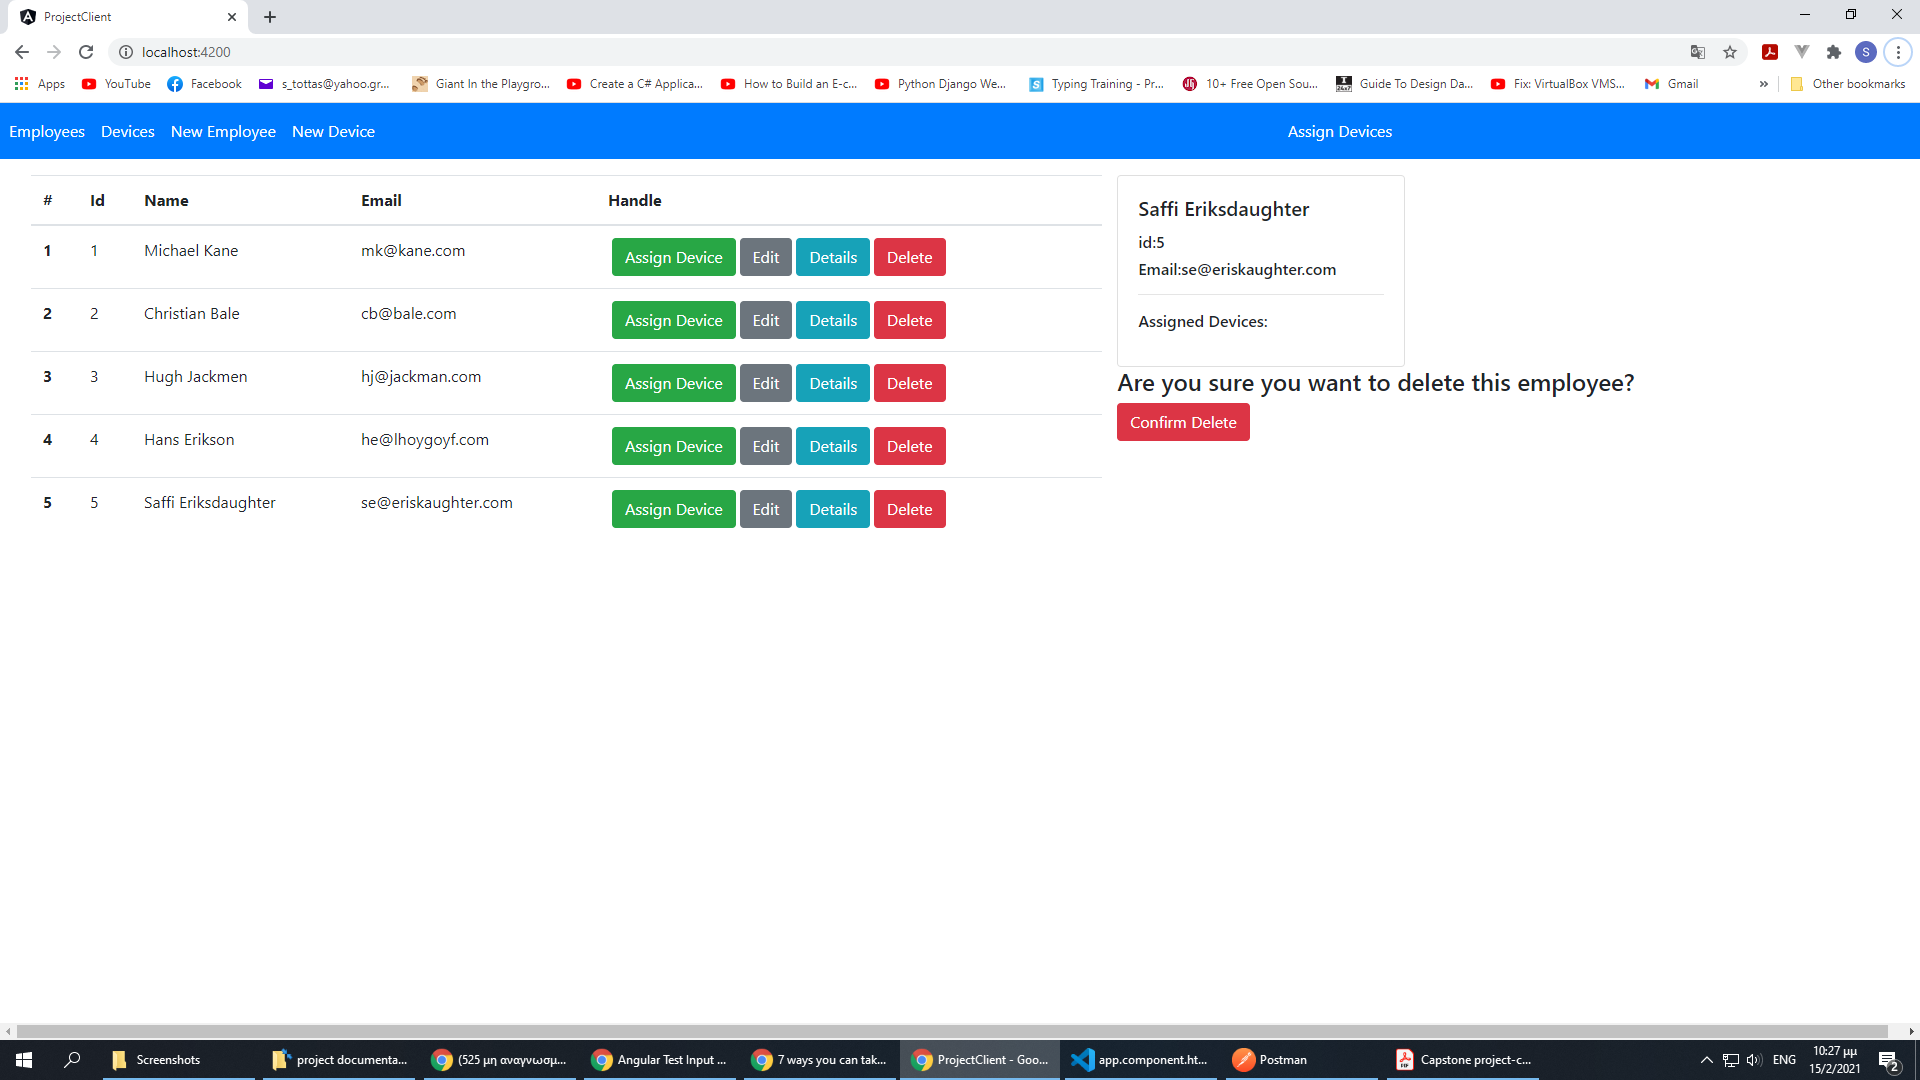 ProjectClient
localhost:4200
S
Apps YouTube Facebook s_tottas@yahoo.gr... Giant In the Playgro... Create a C# Applica... How to Build an E-c... Python Django We... Typing Training - Pr... 10+ Free Open Sou... Guide To Design Da... Fix: VirtualBox VMS... Gmail » Other bookmarks
Employees Devices New Employee New Device Assign Devices
# Id Name Email Handle
1 1 Michael Kane mk@kane.com Assign Device Edit Details Delete
2 2 Christian Bale cb@bale.com Assign Device Edit Details Delete
3 3 Hugh Jackmen hj@jackman.com Assign Device Edit Details Delete
4 4 Hans Erikson he@lhoygoyf.com Assign Device Edit Details Delete
5 5 Saffi Eriksdaughter se@eriskaughter.com Assign Device Edit Details Delete
Saffi Eriksdaughter
id:5
Email:se@eriskaughter.com
Assigned Devices:
Are you sure you want to delete this employee?
Confirm Delete
Screenshots project documenta... (525 μη αναγνωσμ... Angular Test Input ... 7 ways you can tak... ProjectClient - Goo... app.component.ht... Postman Capstone project-c... ENG
10:27 μμ
15/2/2021
2